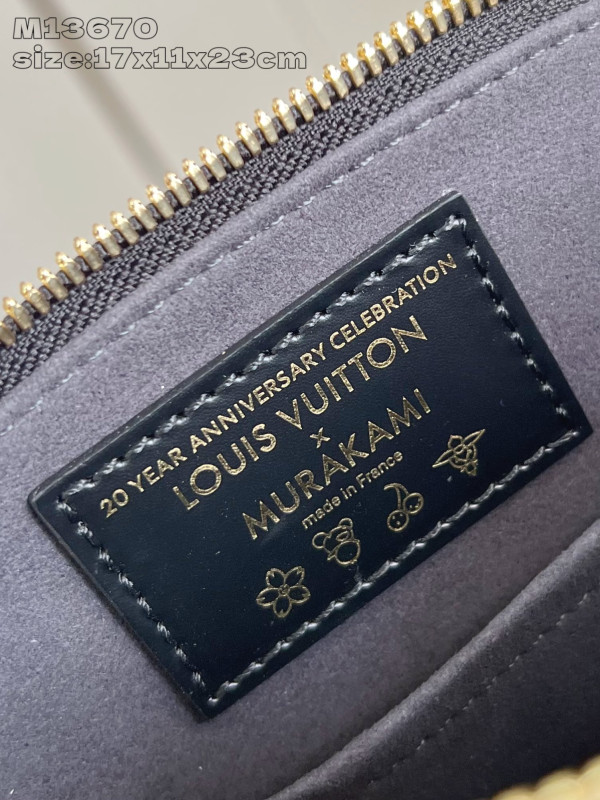 M13670
size:17x11x23cm
20 YEAR ANNIVERSARY CELEBRATION
LOUIS VUITTON
×
MURAKAMI
made in France